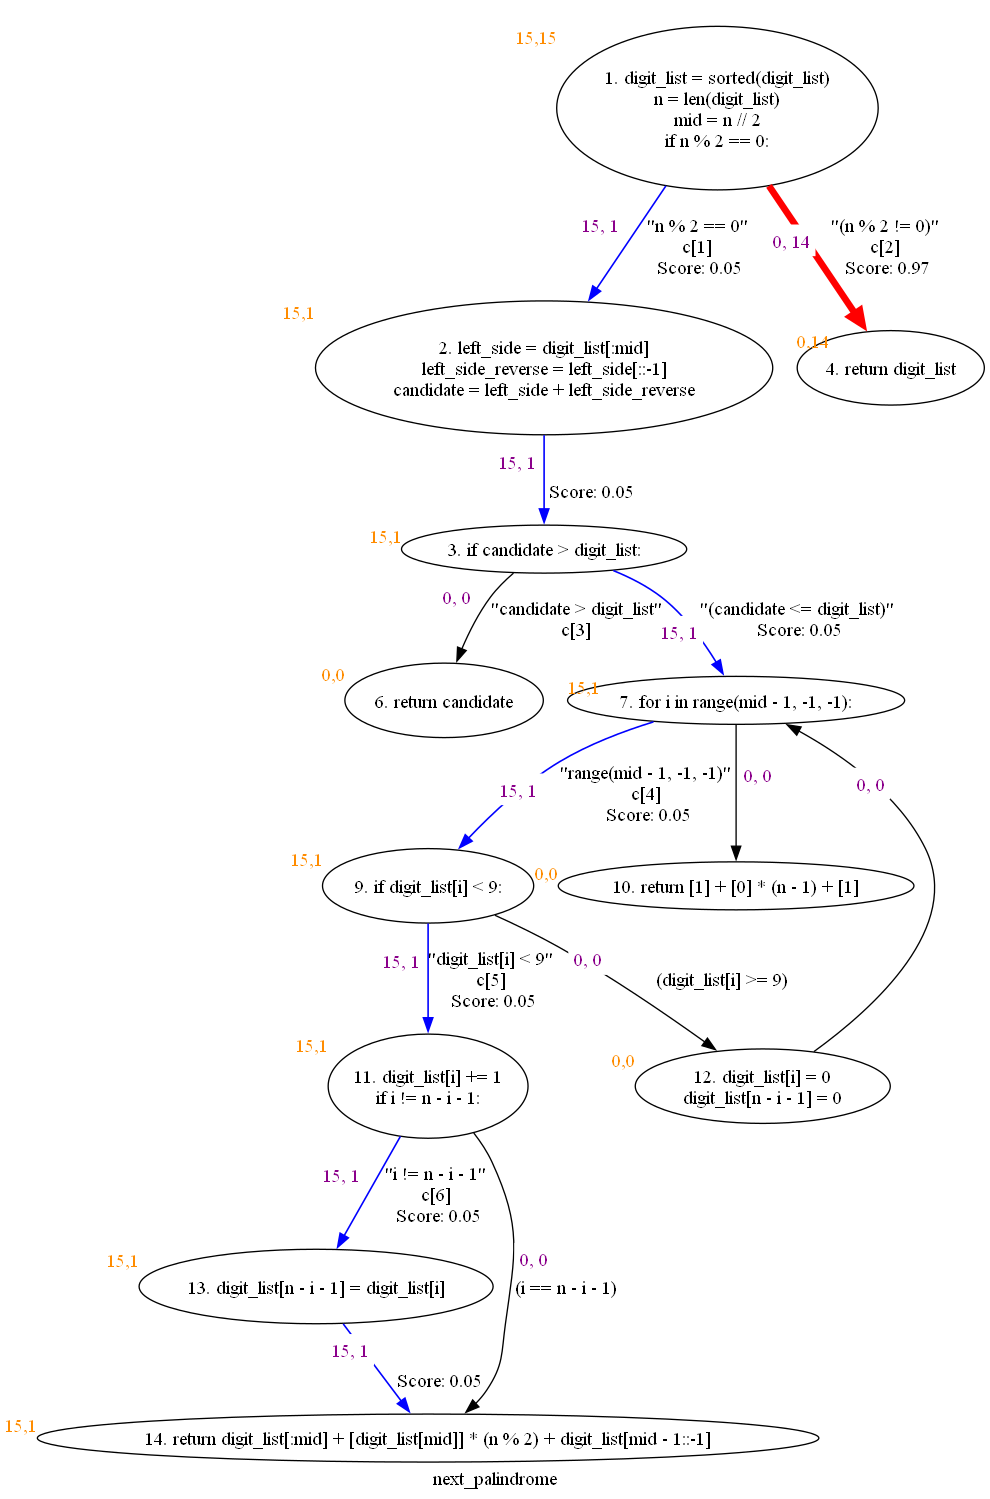 15,15
1. digit_list = sorted(digit_list)
n = len(digit_list)
mid = n // 2
if n % 2 == 0:
15, 1
"n % 2 == 0"
c[1]
Score: 0.05
0, 14
"(n % 2 != 0)"
c[2]
Score: 0.97
15,1
2. left_side = digit_list[:mid]
left_side_reverse = left_side[::-1]
candidate = left_side + left_side_reverse
0,14
4. return digit_list
15, 1
Score: 0.05
15,1
3. if candidate > digit_list:
0, 0
"candidate > digit_list"
c[3]
15, 1
"(candidate <= digit_list)"
Score: 0.05
0,0
6. return candidate
15,1
7. for i in range(mid - 1, -1, -1):
15, 1
"range(mid - 1, -1, -1)"
c[4]
Score: 0.05
0, 0
0, 0
15,1
9. if digit_list[i] < 9:
0,0
10. return [1] + [0] * (n - 1) + [1]
15, 1
"digit_list[i] < 9"
c[5]
Score: 0.05
0, 0
(digit_list[i] >= 9)
15,1
11. digit_list[i] += 1
if i != n - i - 1:
0,0
12. digit_list[i] = 0
digit_list[n - i - 1] = 0
15, 1
"i != n - i - 1"
c[6]
Score: 0.05
0, 0
(i == n - i - 1)
15,1
13. digit_list[n - i - 1] = digit_list[i]
15, 1
Score: 0.05
15,1
14. return digit_list[:mid] + [digit_list[mid]] * (n % 2) + digit_list[mid - 1::-1]
next_palindrome